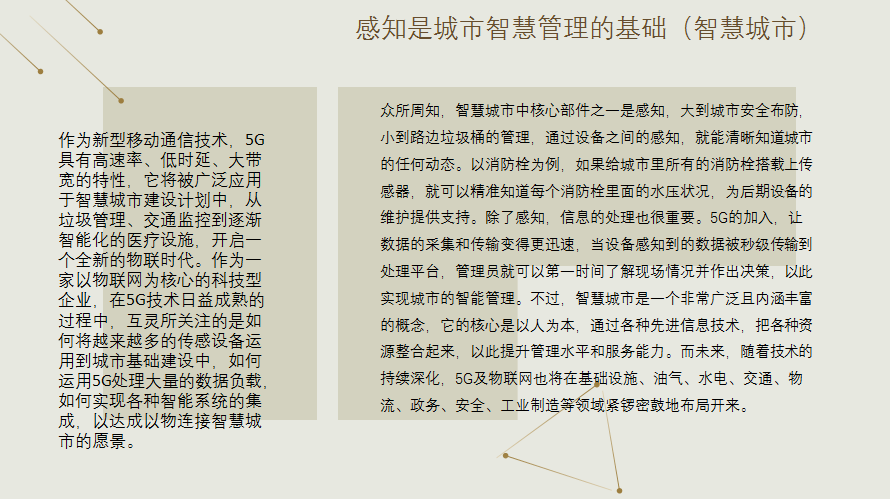 感知是城市智慧管理的基础（智慧城市）
作为新型移动通信技术，5G
具有高速率、低时延、大带
宽的特性，它将被广泛应用
于智慧城市建设计划中，从
垃圾管理、交通监控到逐渐
智能化的医疗设施，开启一
个全新的物联时代。作为一
家以物联网为核心的科技型
企业，在5G技术日益成熟的
过程中，互灵所关注的是如
何将越来越多的传感设备运
用到城市基础建设中，如何
运用5G处理大量的数据负载，
如何实现各种智能系统的集
成，以达成以物连接智慧城
市的愿景。
众所周知，智慧城市中核心部件之一是感知，大到城市安全布防，
小到路边垃圾桶的管理，通过设备之间的感知，就能清晰知道城市
的任何动态。以消防栓为例，如果给城市里所有的消防栓搭载上传
感器，就可以精准知道每个消防栓里面的水压状况，为后期设备的
维护提供支持。除了感知，信息的处理也很重要。5G的加入，让
数据的采集和传输变得更迅速，当设备感知到的数据被秒级传输到
处理平台，管理员就可以第一时间了解现场情况并作出决策，以此
实现城市的智能管理。不过，智慧城市是一个非常广泛且内涵丰富
的概念，它的核心是以人为本，通过各种先进信息技术，把各种资
源整合起来，以此提升管理水平和服务能力。而未来，随着技术的
持续深化，5G及物联网也将在基础设施、油气、水电、交通、物
流、政务、安全、工业制造等领域紧锣密鼓地布局开来。